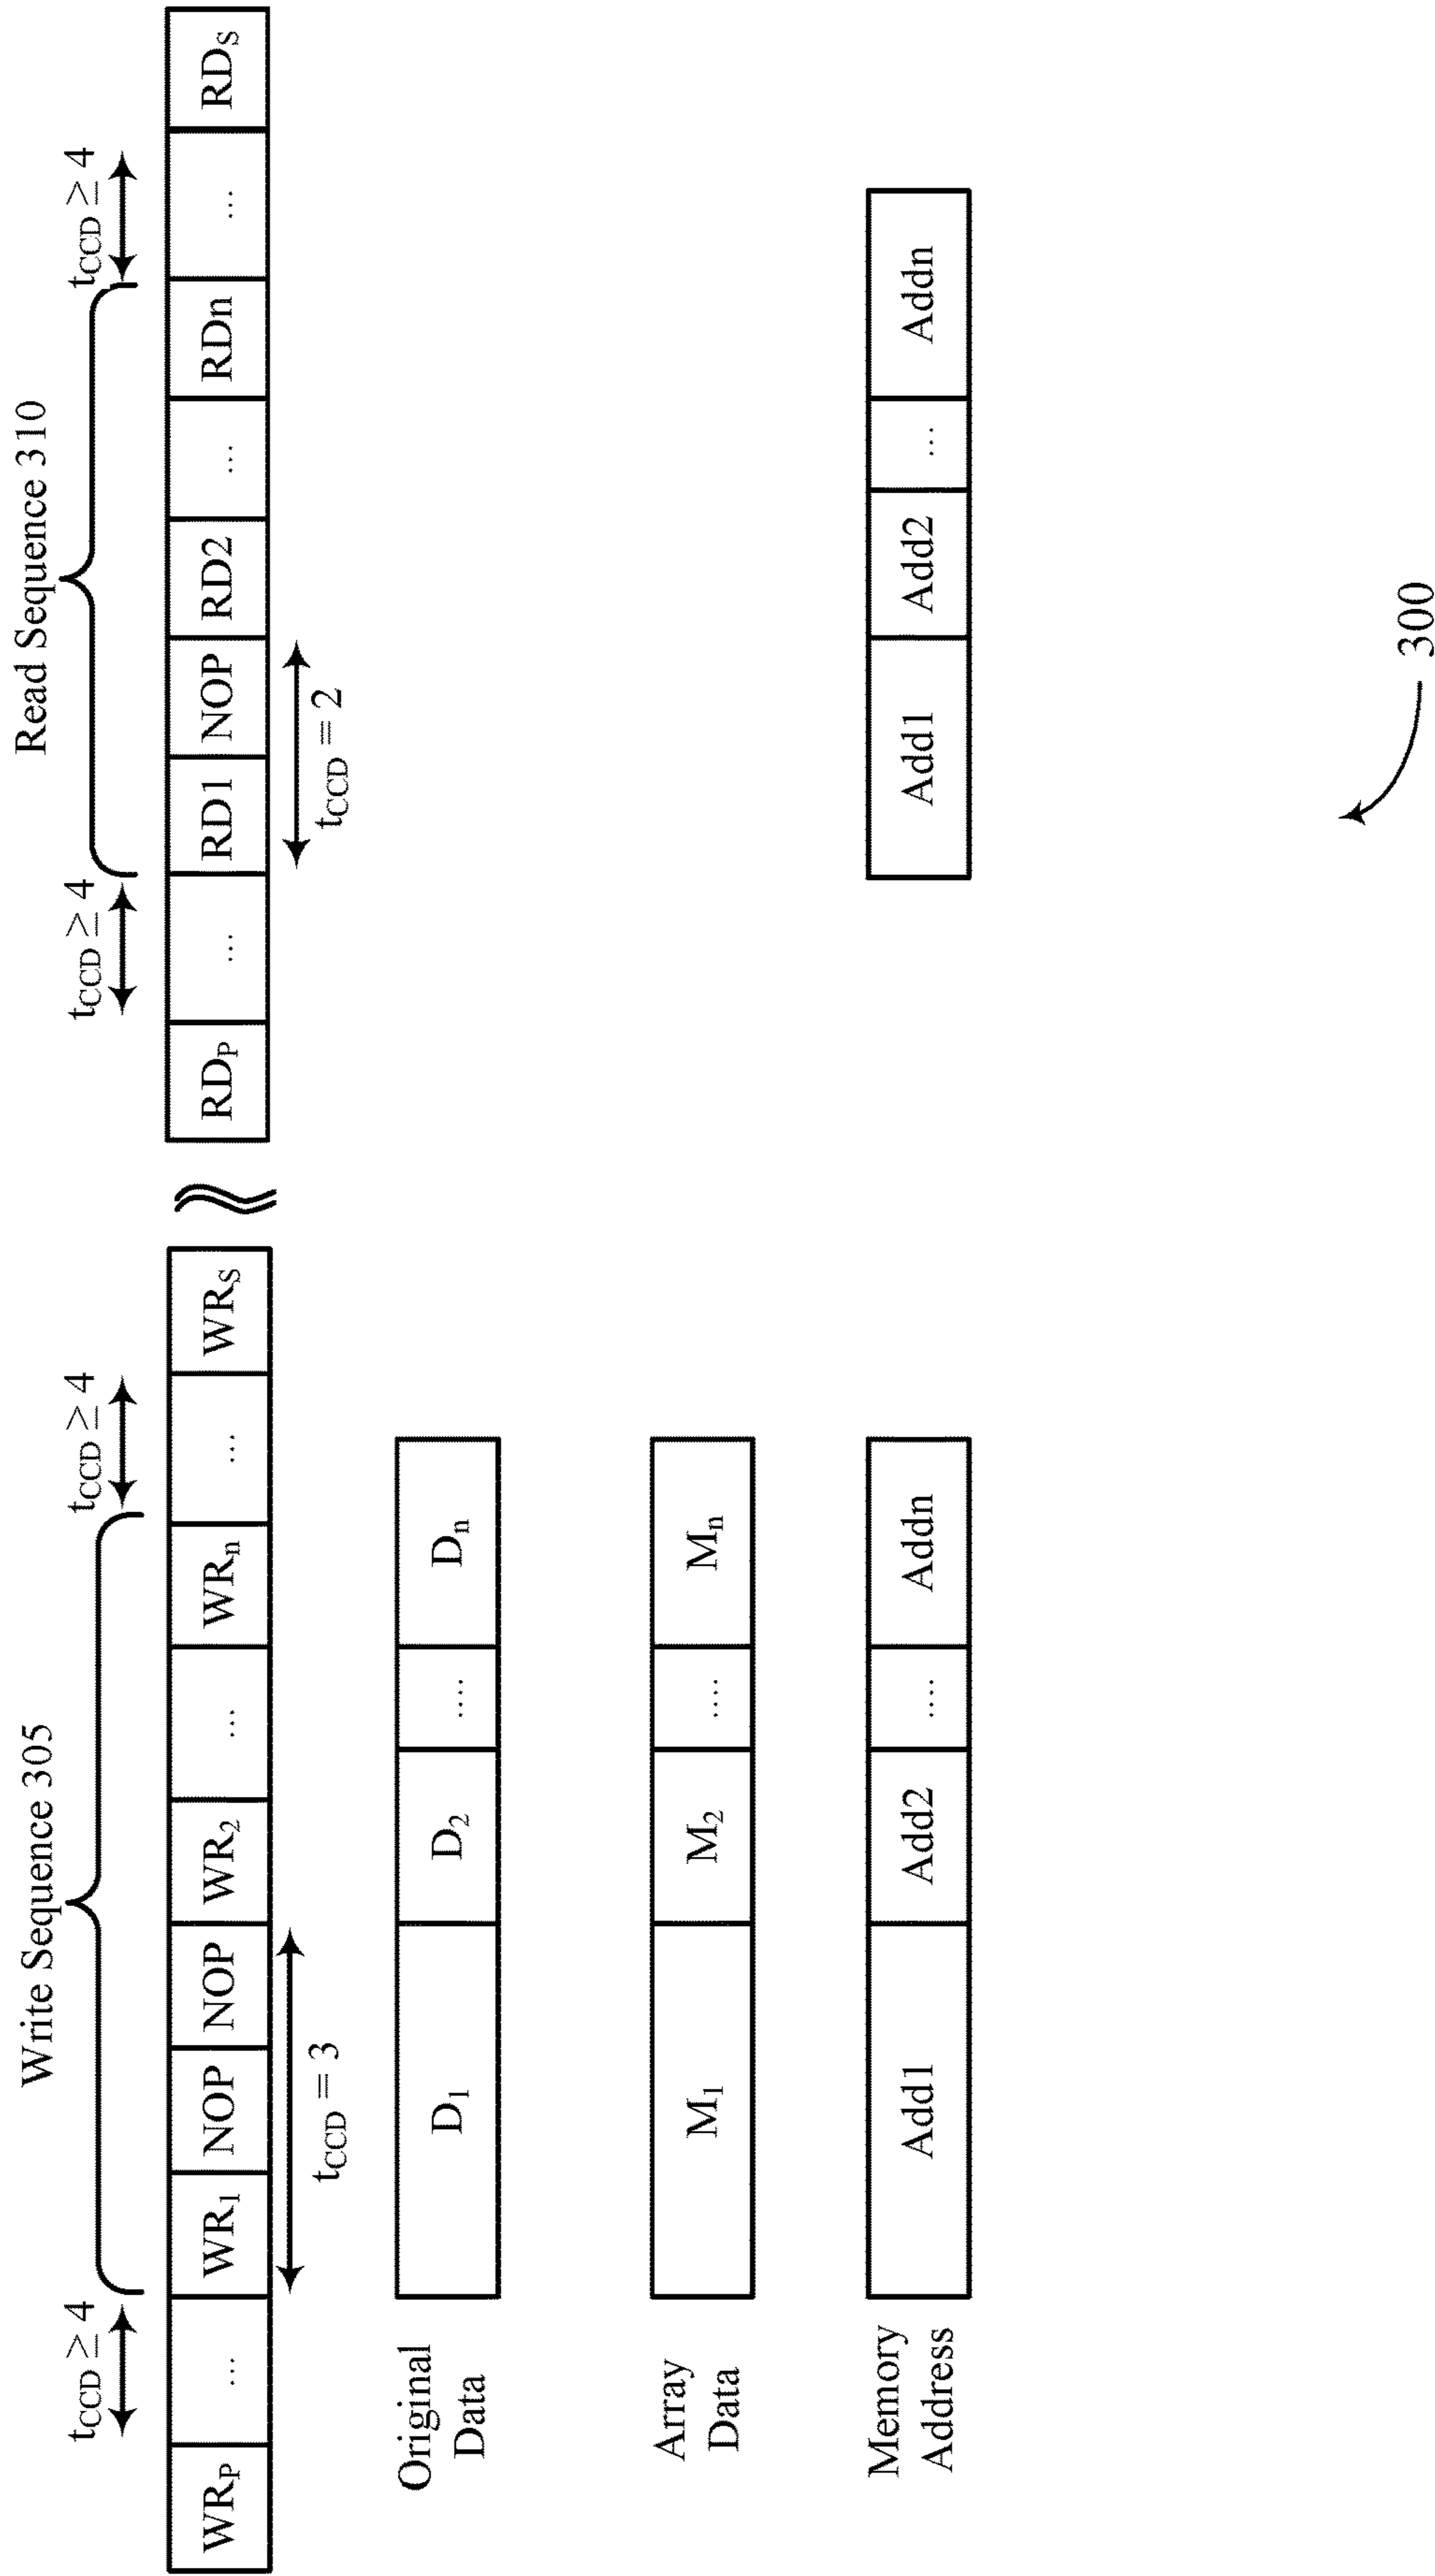 Write Sequence 305
Read Sequence 310
tCCD ≥ 4
tCCD ≥ 4
tCCD ≥ 4
tCCD ≥ 4
WRP ... WR1 NOP NOP WR2 ... WRn ... WRS
RDP ... RD1 NOP RD2 ... RDn ... RDS
tCCD = 3
tCCD = 2
Original
Data
D1 D2 .... Dn
Array
Data
M1 M2 .... Mn
Memory
Address
Add1 Add2 .... Addn
Add1 Add2 ... Addn
300